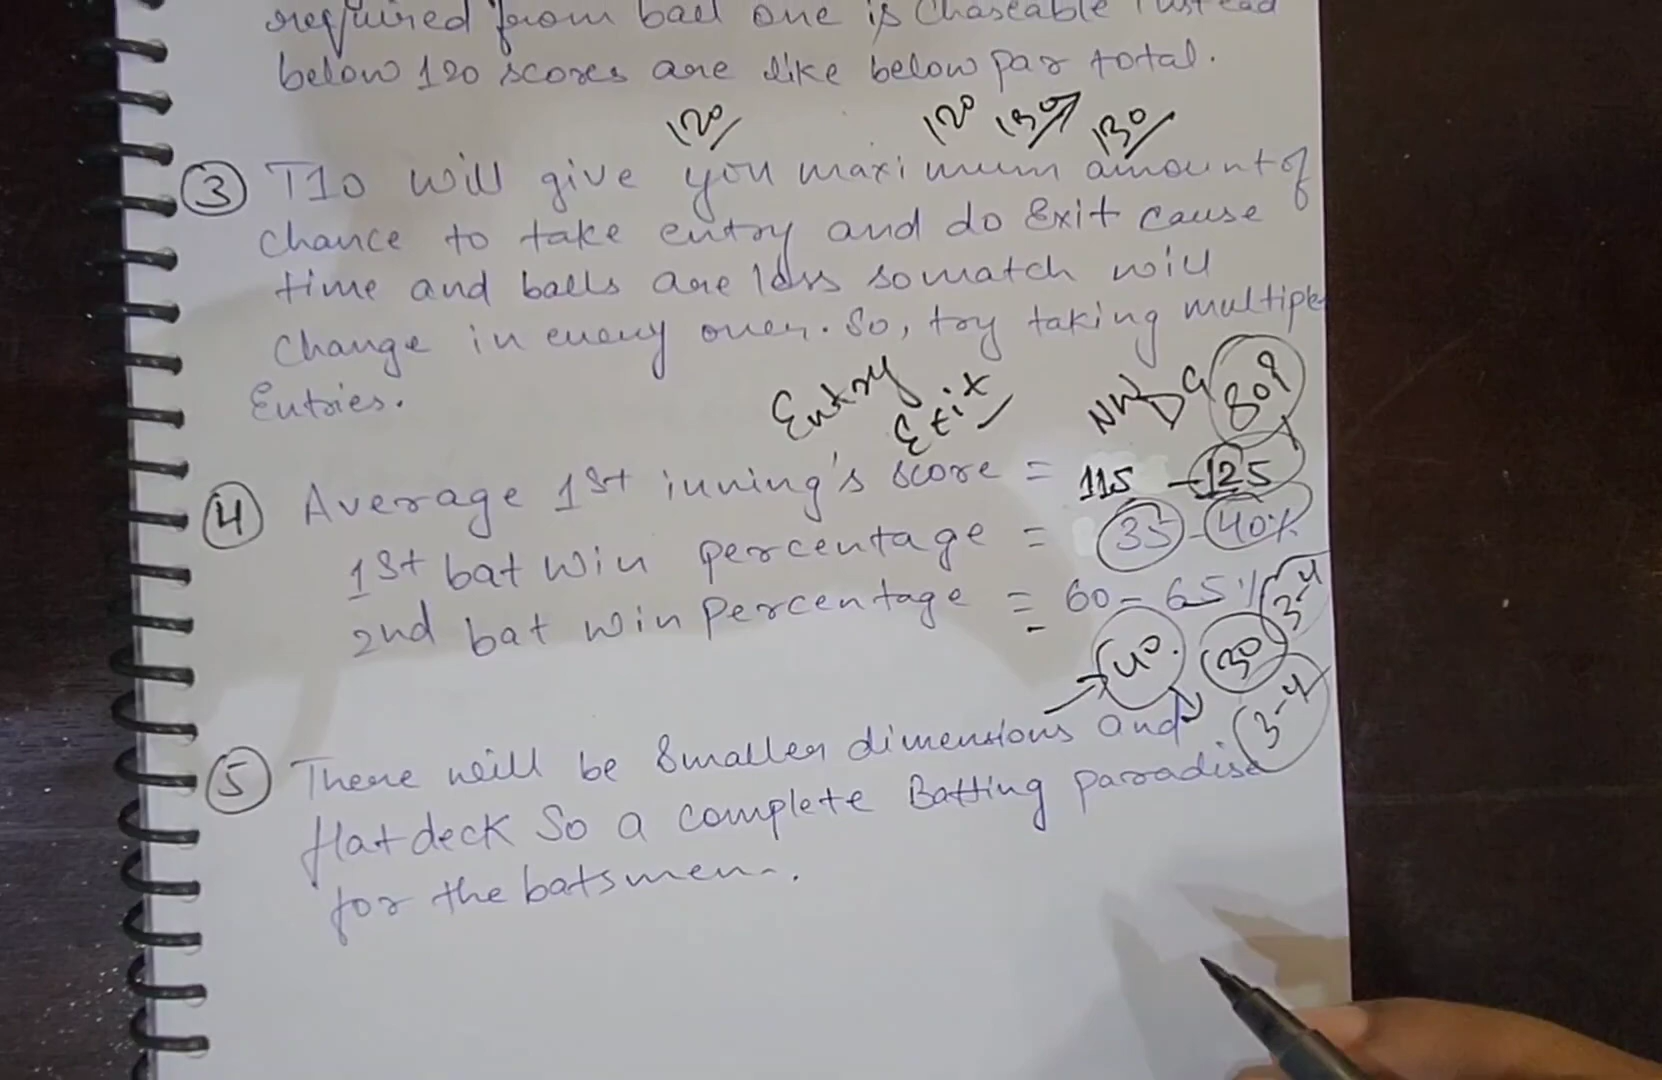 required from ball one is Chaseable Instead
below 120 scores are like below par total.
120 120 130 130
③ T10 will give you maximum amount of
chance to take entry and do Exit cause
time and balls are less so match will
Change in every over. So, try taking multiple
Entries.
Entry
Exit
NW DG 809
④ Average 1st inning's score = 115 - 125
1st bat win percentage = 35 - 40%
2nd bat win Percentage = 60 - 65%
3-4
40. 30
3-4
⑤ There will be Smaller dimensions and
flat deck So a complete Batting paradise
for the batsmen..